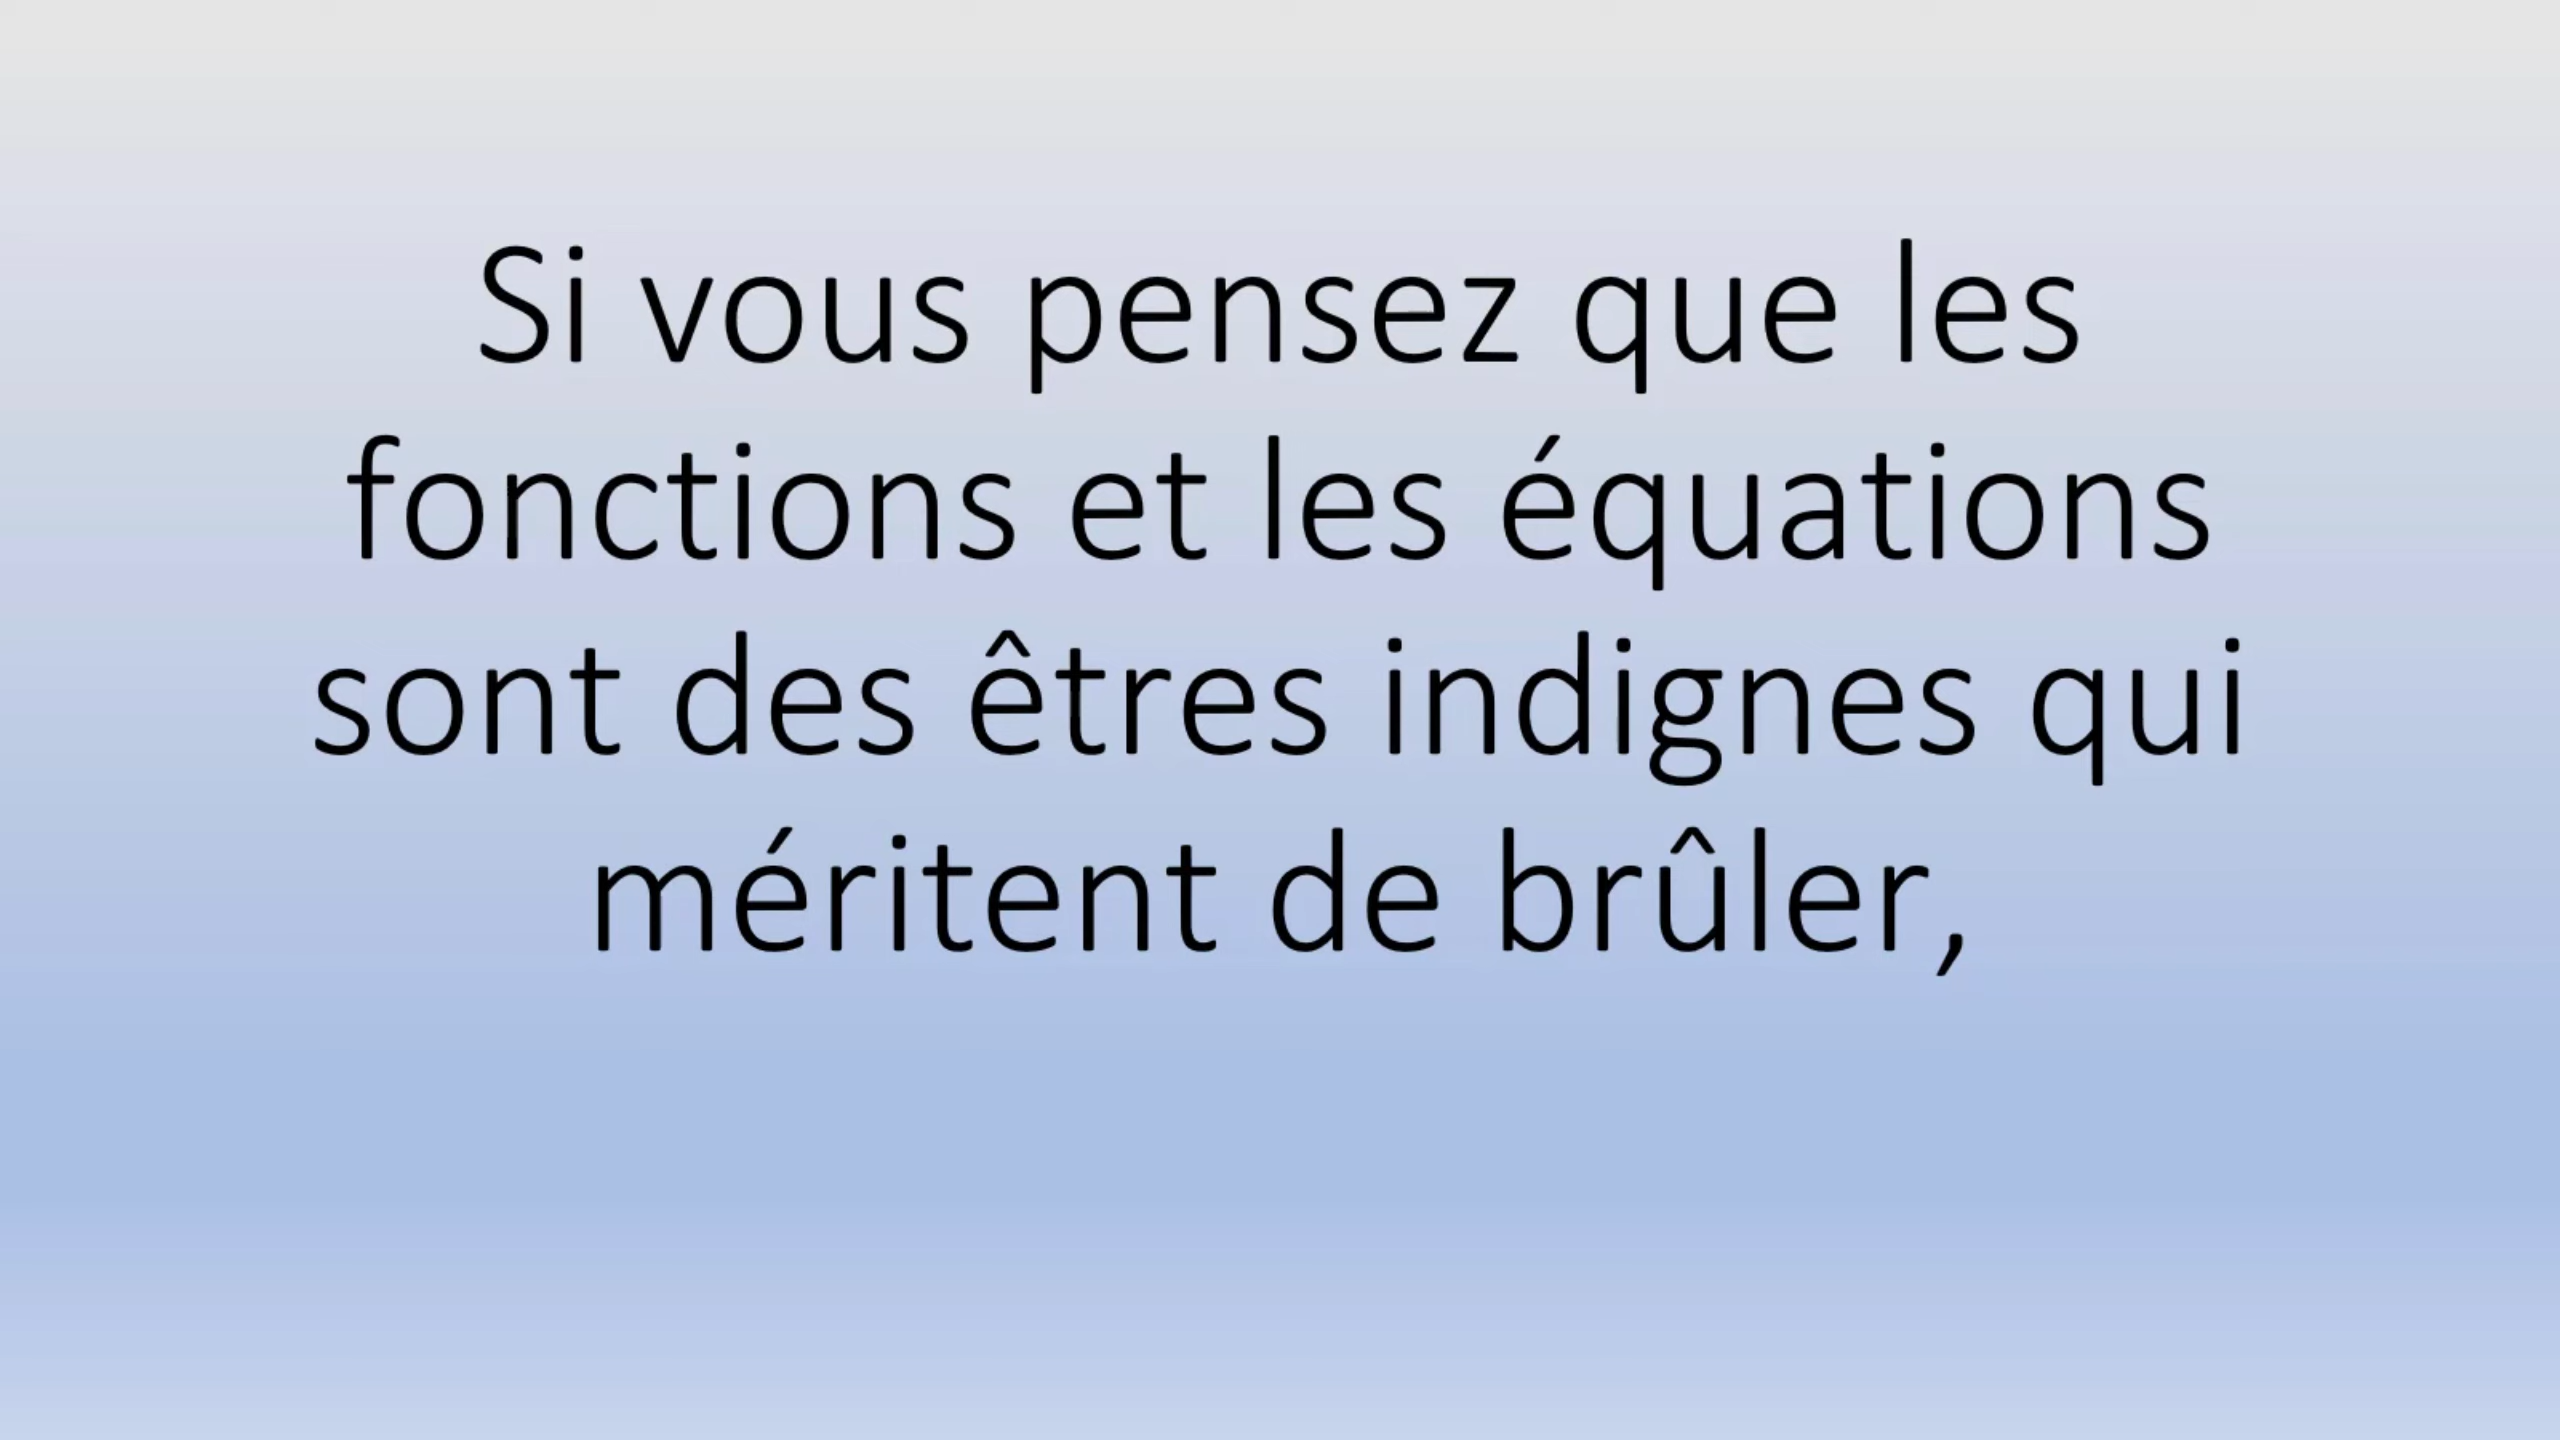 Si vous pensez que les
fonctions et les équations
sont des êtres indignes qui
méritent de brûler,